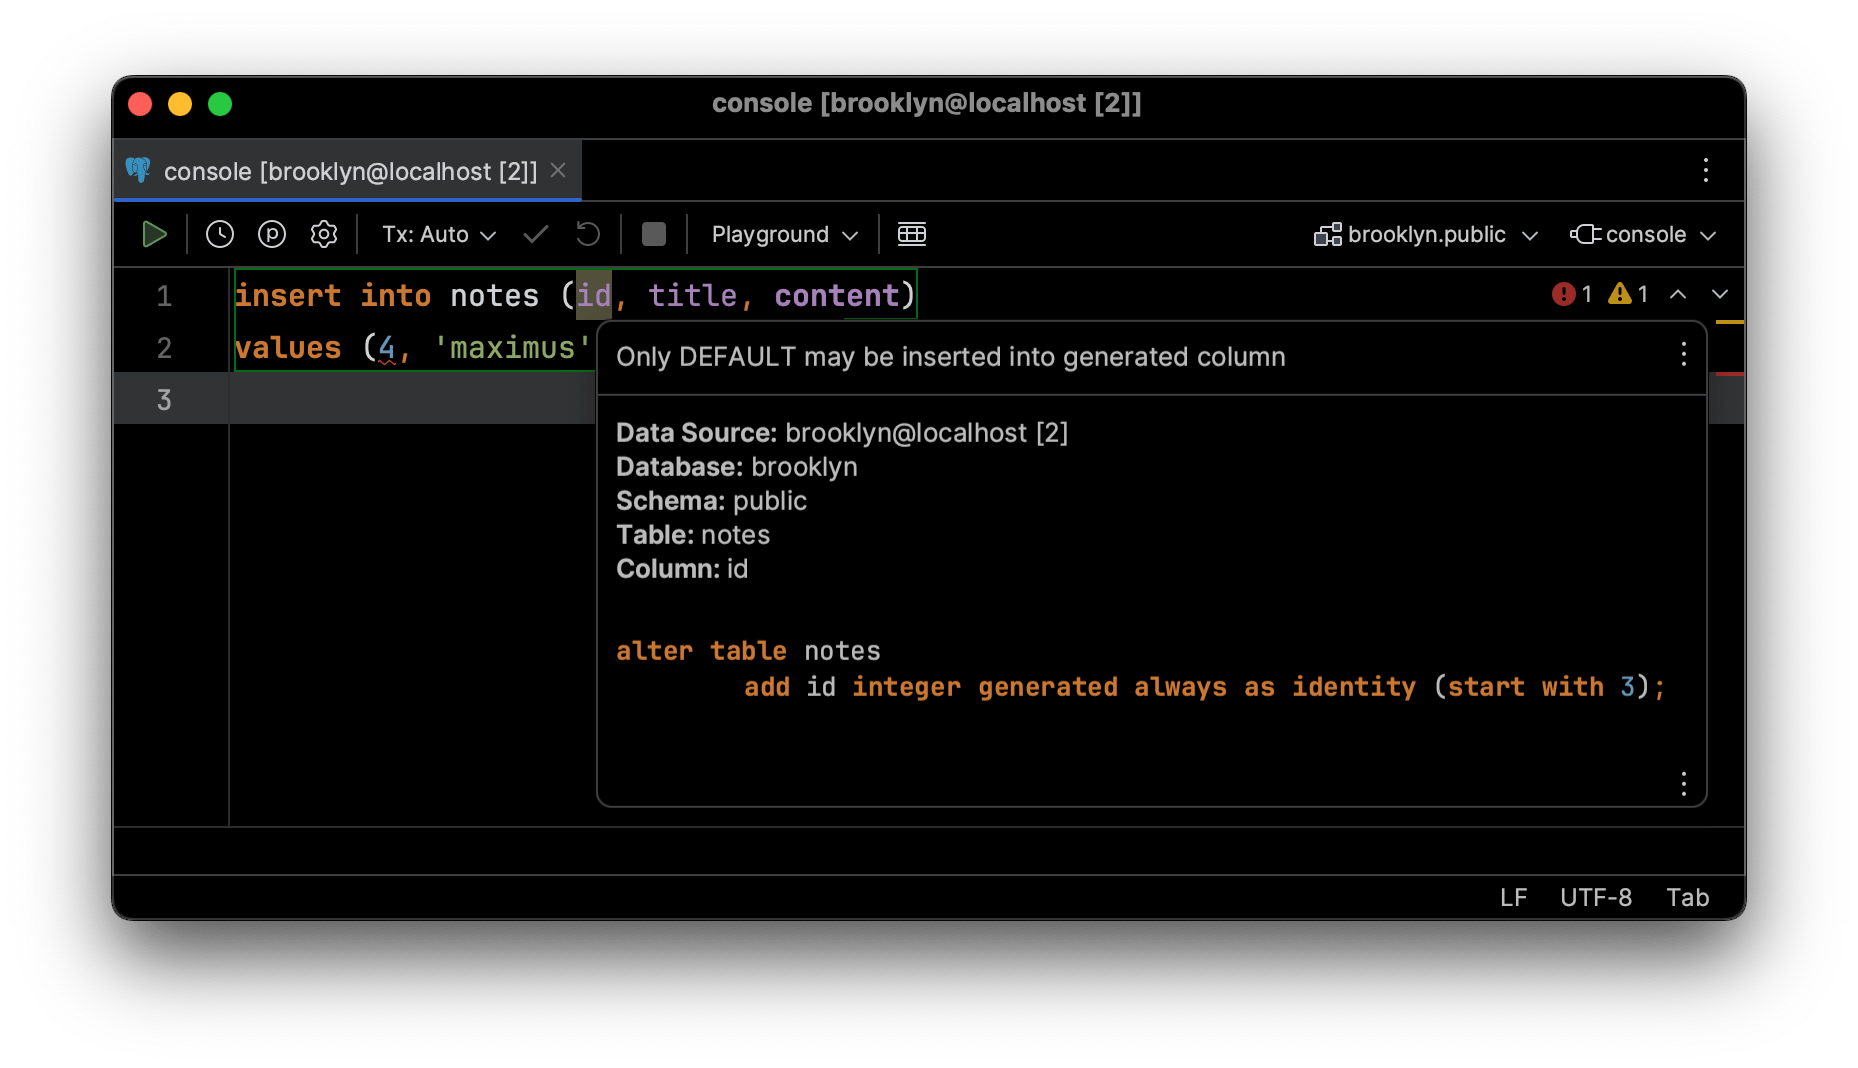 console [brooklyn@localhost [2]]
console [brooklyn@localhost [2]]
Tx: Auto Playground brooklyn.public console
1 insert into notes (id, title, content) 1 1
2 values (4, 'maximus'
3
Only DEFAULT may be inserted into generated column
Data Source: brooklyn@localhost [2]
Database: brooklyn
Schema: public
Table: notes
Column: id
alter table notes
add id integer generated always as identity (start with 3);
LF UTF-8 Tab